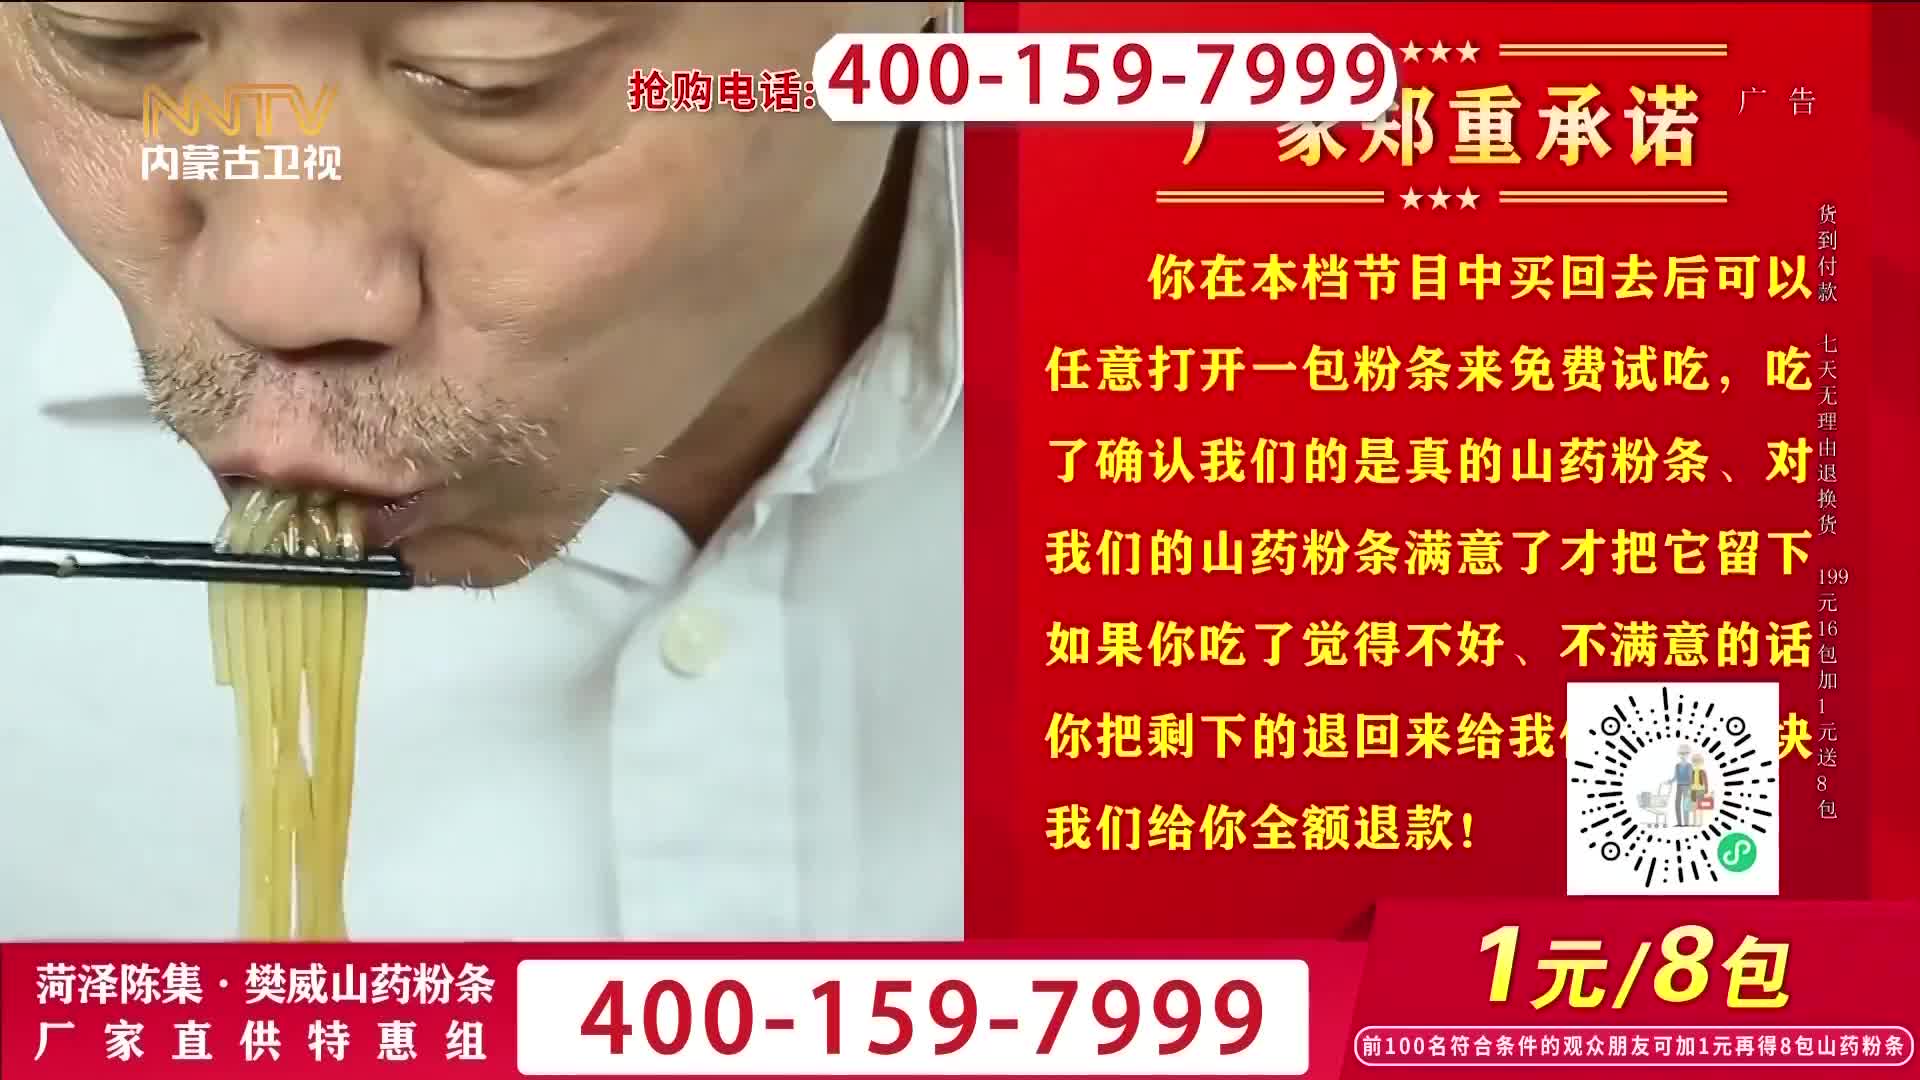 NNTV
内蒙古卫视
抢购电话:
400-159-7999
厂家郑重承诺
广告
你在本档节目中买回去后可以
任意打开一包粉条来免费试吃，吃
了确认我们的是真的山药粉条、对
我们的山药粉条满意了才把它留下
如果你吃了觉得不好、不满意的话
你把剩下的退回来给我 块
我们给你全额退款!
货到付款 七天无理由退换货 199元16包加1元送8包
菏泽陈集·樊威山药粉条
厂家直供特惠组
400-159-7999
1元/8包
前100名符合条件的观众朋友可加1元再得8包山药粉条